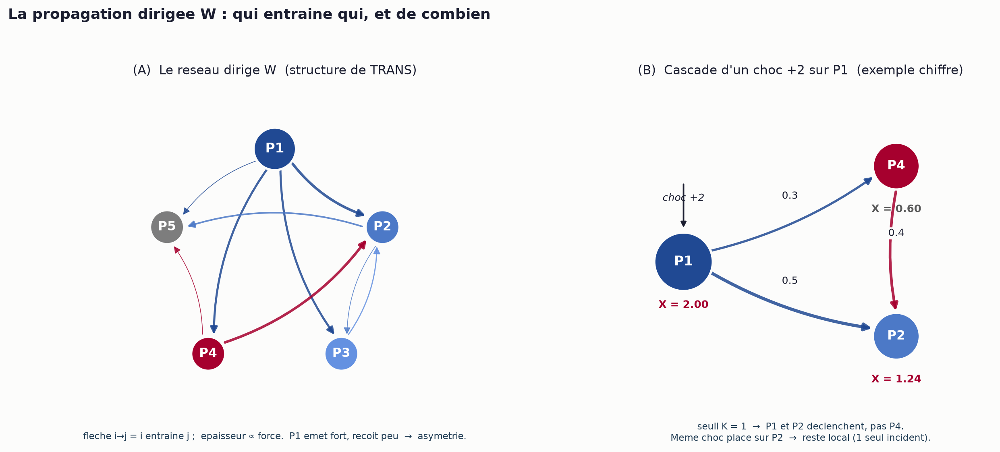 La propagation dirigee W : qui entraine qui, et de combien
(A)  Le reseau dirige W  (structure de TRANS)
P1
P5
P2
P4
P3
fleche i→j = i entraine j ;  epaisseur ∝ force.  P1 emet fort, recoit peu  →  asymetrie.
(B)  Cascade d'un choc +2 sur P1  (exemple chiffre)
P4
choc +2
0.3
X = 0.60
0.4
P1
0.5
X = 2.00
P2
X = 1.24
seuil K = 1  →  P1 et P2 declenchent, pas P4.
Meme choc place sur P2  →  reste local (1 seul incident).